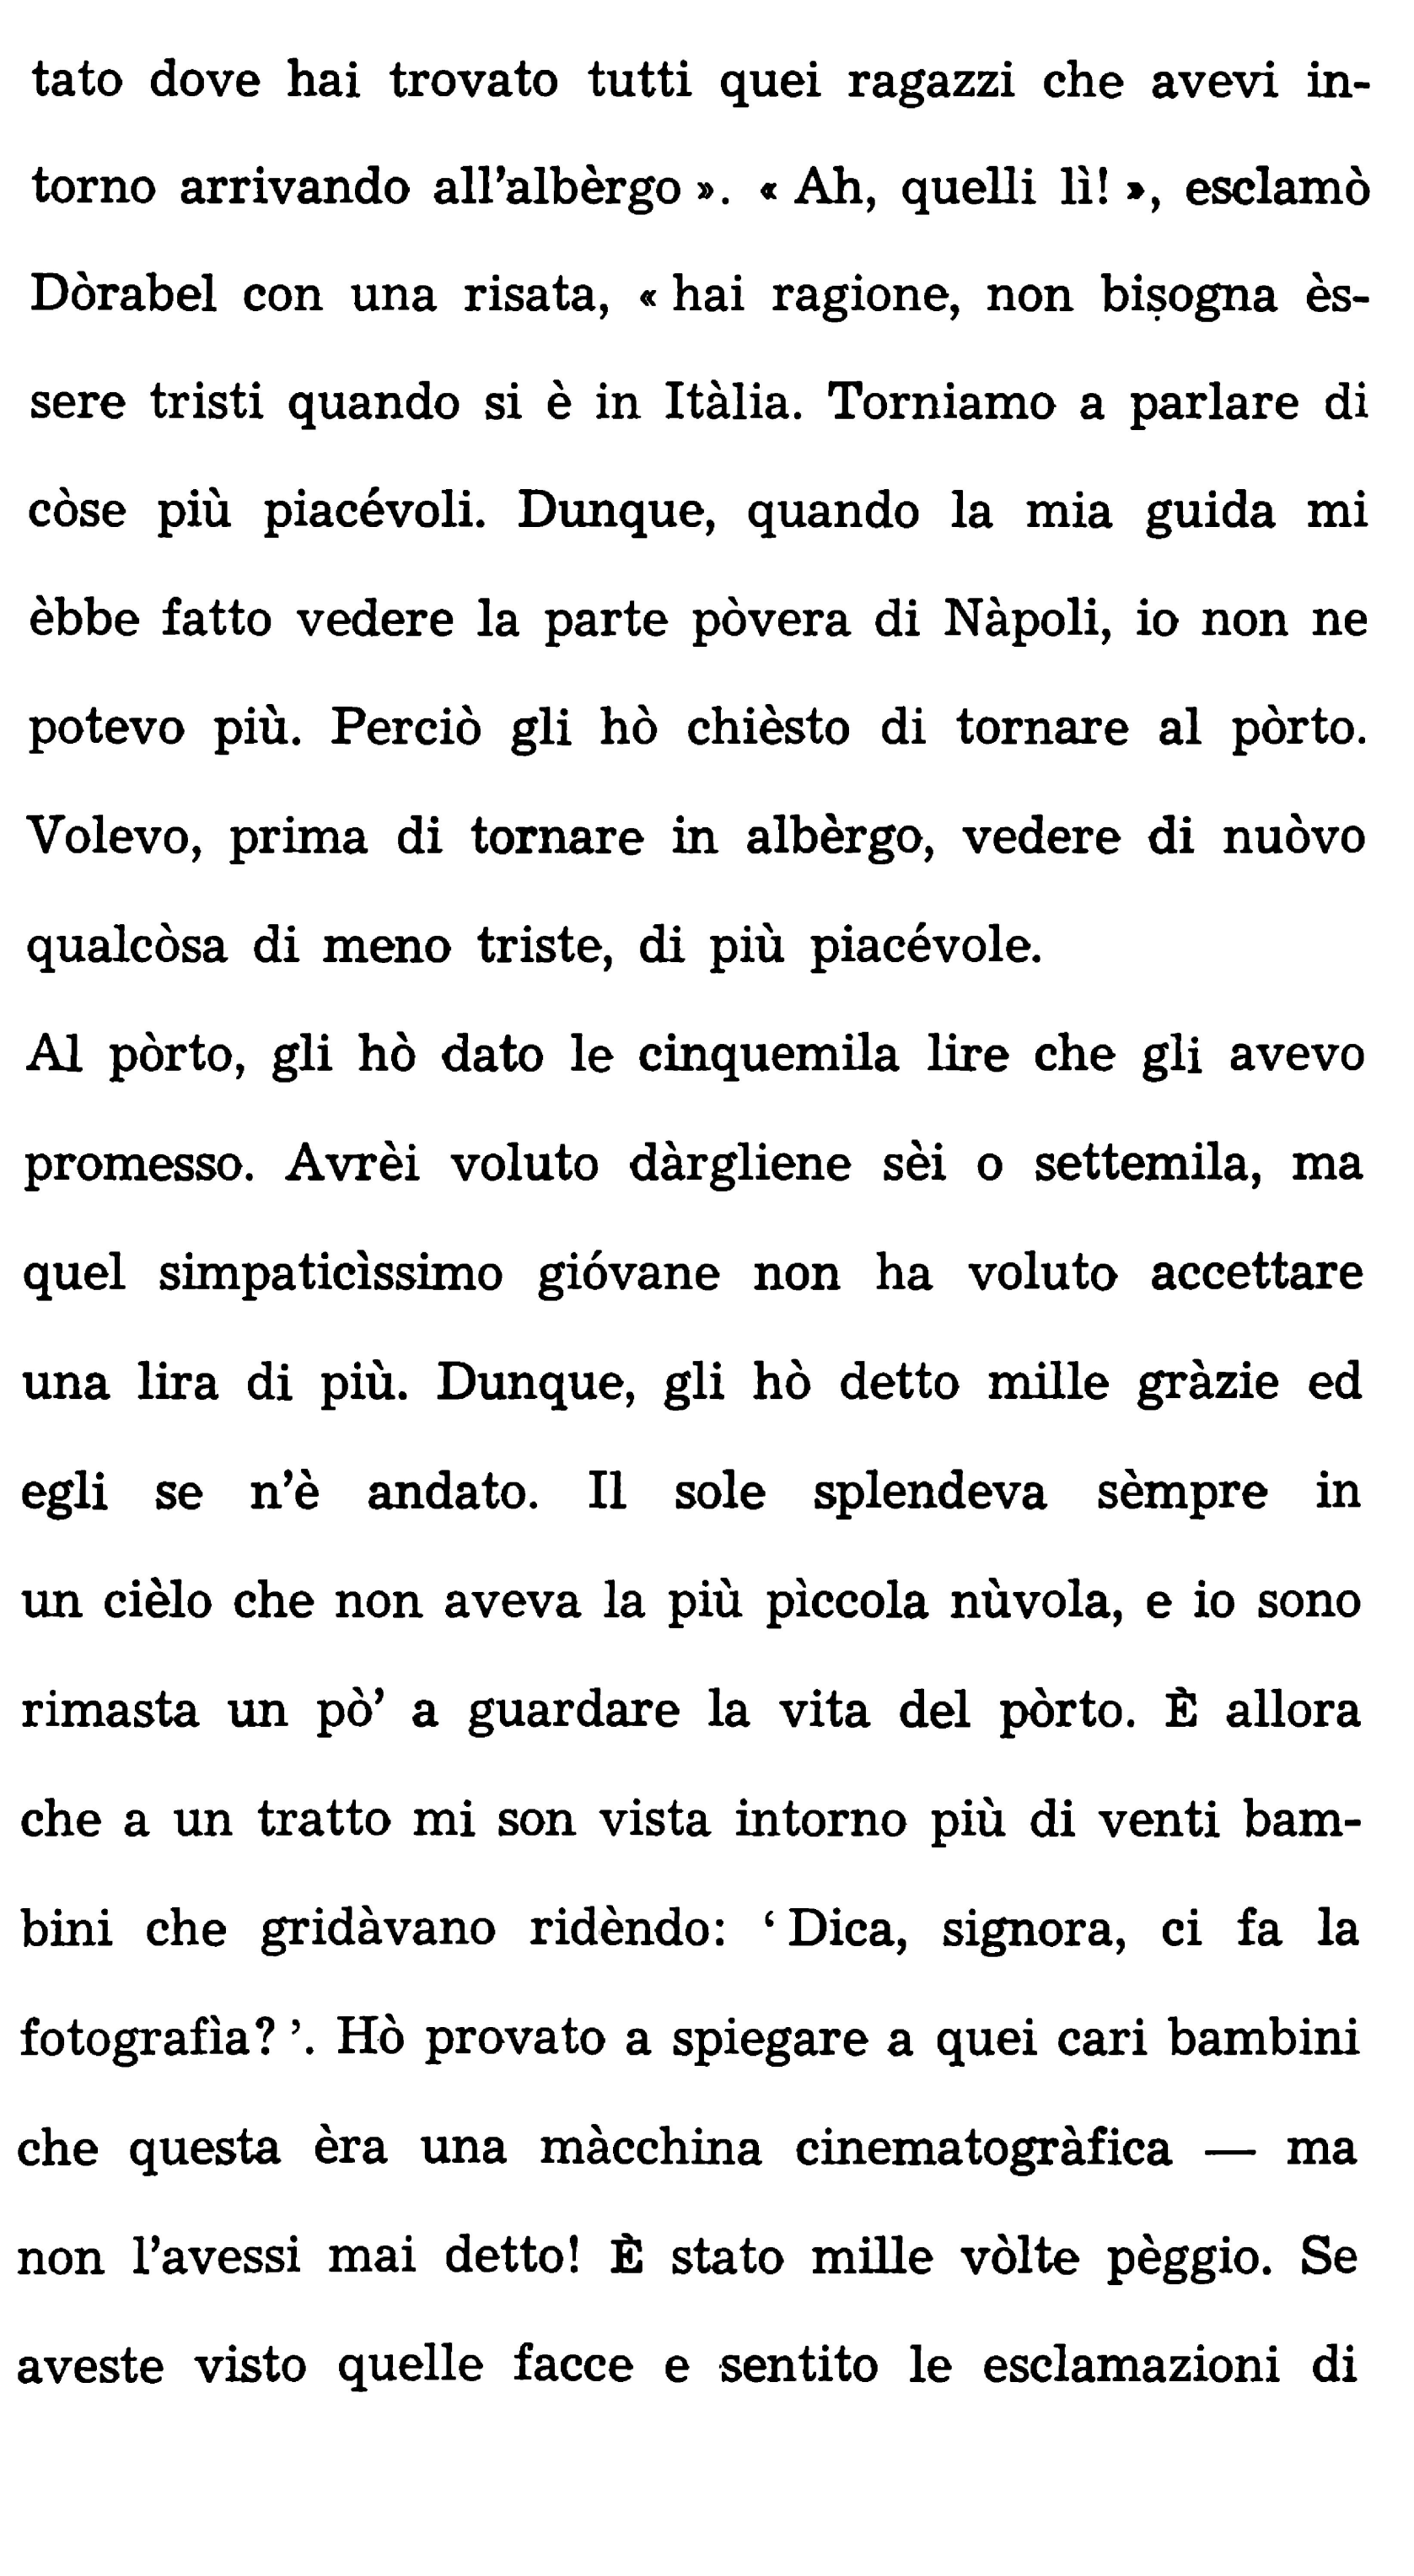 tato dove hai trovato tutti quei ragazzi che avevi in-
torno arrivando all'albèrgo ». « Ah, quelli lì! », esclamò
Dòrabel con una risata, « hai ragione, non biṣogna ès-
sere tristi quando si è in Itàlia. Torniamo a parlare di
còse più piacévoli. Dunque, quando la mia guida mi
èbbe fatto vedere la parte pòvera di Nàpoli, io non ne
potevo più. Perciò gli hò chièsto di tornare al pòrto.
Volevo, prima di tornare in albèrgo, vedere di nuòvo
qualcòsa di meno triste, di più piacévole.
Al pòrto, gli hò dato le cinquemila lire che gli avevo
promesso. Avrèi voluto dàrgliene sèi o settemila, ma
quel simpaticìssimo gióvane non ha voluto accettare
una lira di più. Dunque, gli hò detto mille gràzie ed
egli se n'è andato. Il sole splendeva sèmpre in
un cièlo che non aveva la più pìccola nùvola, e io sono
rimasta un pò' a guardare la vita del pòrto. È allora
che a un tratto mi son vista intorno più di venti bam-
bini che gridàvano ridèndo: ‘ Dica, signora, ci fa la
fotografìa? ’. Hò provato a spiegare a quei cari bambini
che questa èra una màcchina cinematogràfica — ma
non l'avessi mai detto! È stato mille vòlte pèggio. Se
aveste visto quelle facce e sentito le esclamazioni di